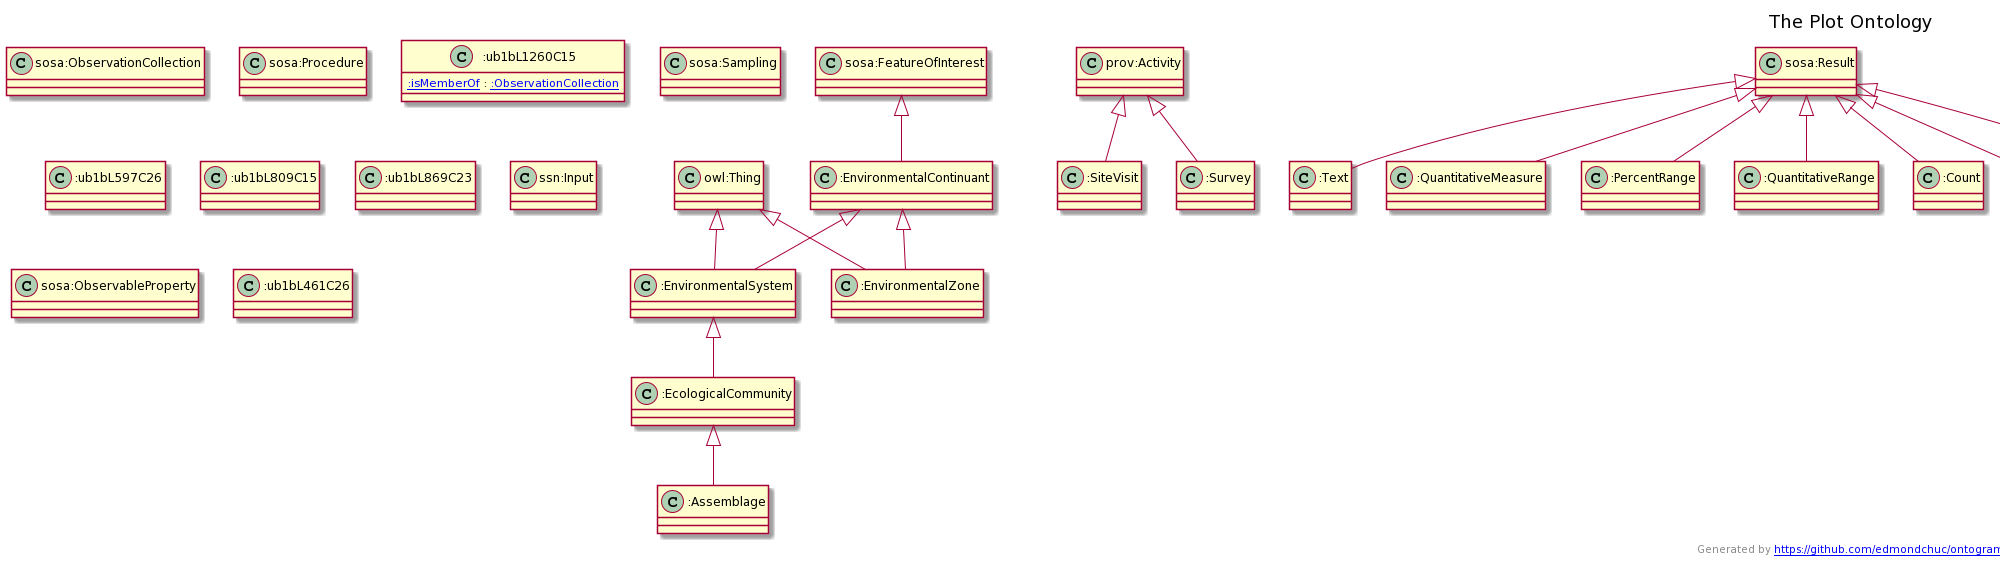 The Plot Ontology
C sosa:ObservationCollection
C sosa:Procedure
C :ub1bL1260C15
:isMemberOf : :ObservationCollection
C sosa:Sampling
C sosa:FeatureOfInterest
C prov:Activity
C sosa:Result
C :ub1bL597C26
C :ub1bL809C15
C :ub1bL869C23
C ssn:Input
C owl:Thing
C :EnvironmentalContinuant
C :SiteVisit
C :Survey
C :Text
C :QuantitativeMeasure
C :PercentRange
C :QuantitativeRange
C :Count
C sosa:ObservableProperty
C :ub1bL461C26
C :EnvironmentalSystem
C :EnvironmentalZone
C :EcologicalCommunity
C :Assemblage
Generated by https://github.com/edmondchuc/ontogram